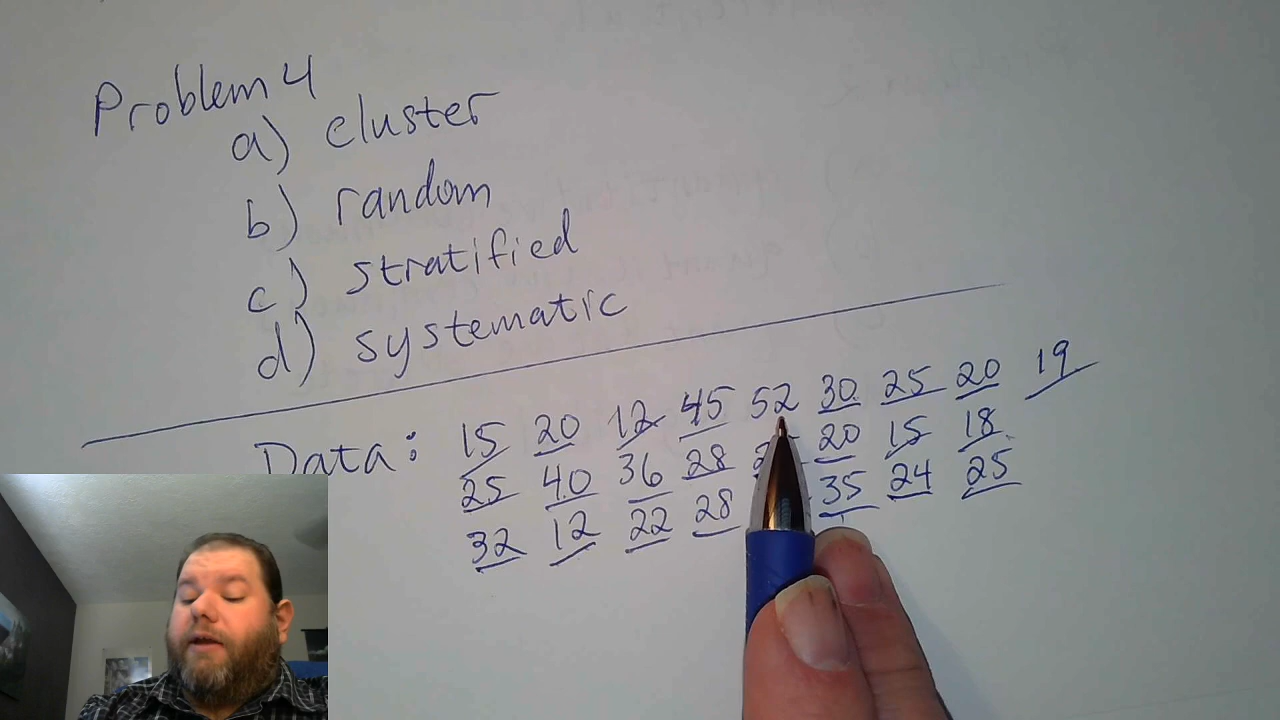 Problem 4
a) cluster
b) random
c) stratified
d) systematic
Data: 15 20 12 45 52 30 25 20 19
25 40 36 28 20 15 18
32 12 22 28 35 24 25